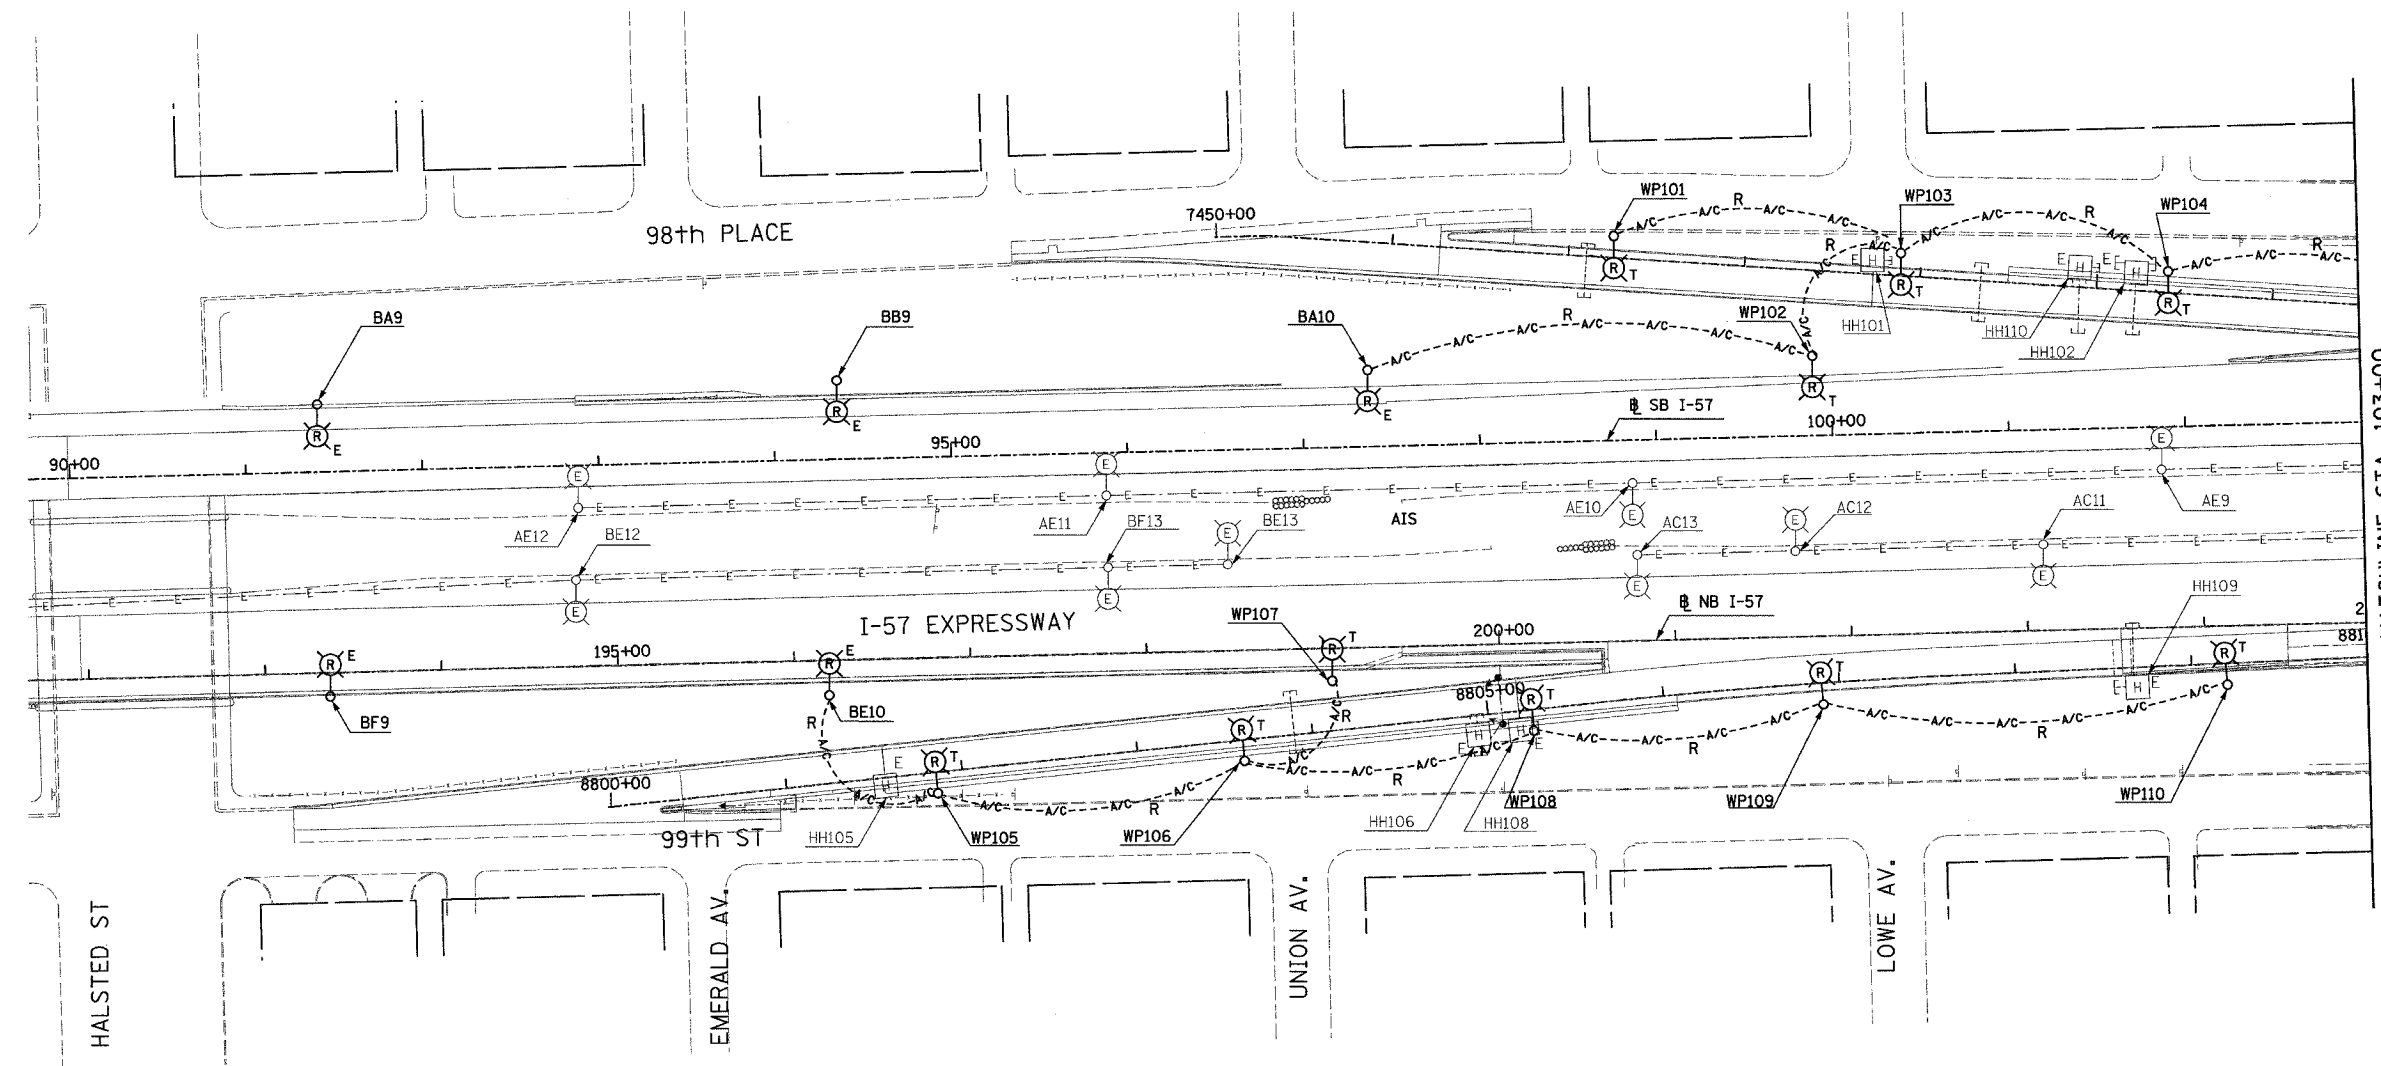 WP101
R A/C A/C R A/C A/C
WP103
WP104
7450+00
98th PLACE
R T
HH101
HH110
HH102
E H E H E E
BA9
BB9
BA10
WP102
R E
A/C A/C R A/C A/C A/C A/C
℄ SB I-57
100+00
95+00
90+00
AE12
BE12
AE11
BF13
BE13
AIS
AE10
AC13
AC12
AC11
AE9
HH109
I-57 EXPRESSWAY
WP107
℄ NB I-57
200+00
195+00
881
8805+00
BF9
BE10
8800+00
99th ST
HH105
WP105
WP106
HH106
HH108
WP108
WP109
WP110
HALSTED ST
EMERALD AV.
UNION AV.
LOWE AV.
103+00